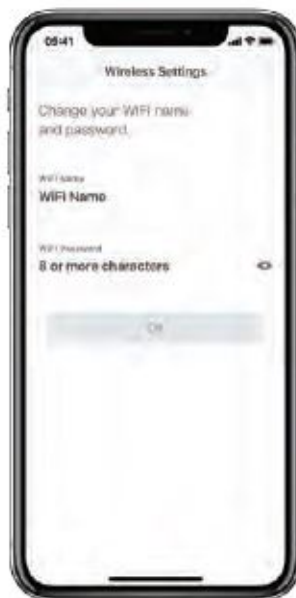 09:41
Wireless Settings
Change your WIFI name
and password.
WIFI Name
WIFI Name
WIFI Password
8 or more characters
OK